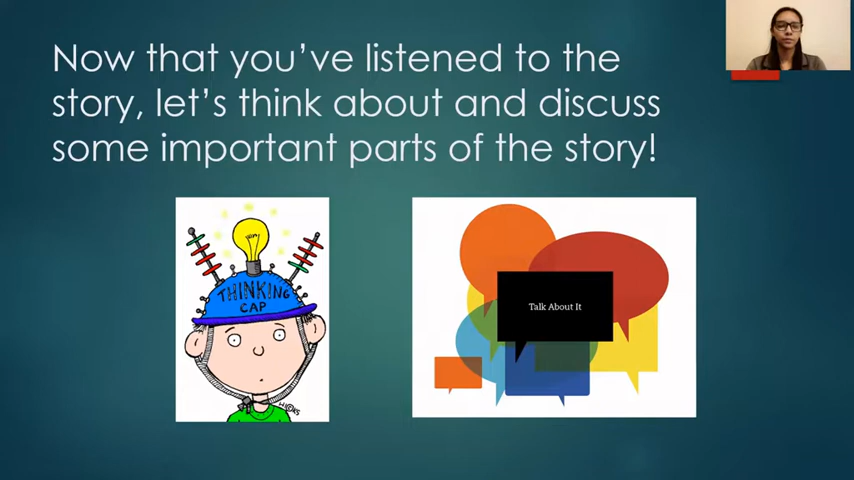 Now that you've listened to the
story, let's think about and discuss
some important parts of the story!
THINKING
CAP
Talk About It